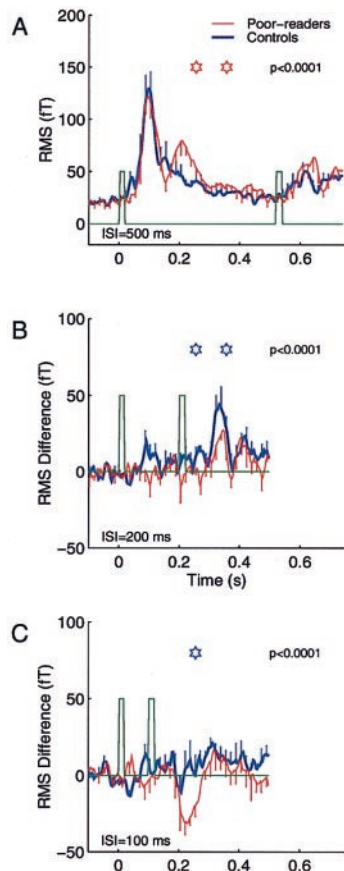 A
Poor-readers
Controls
p<0.0001
RMS (fT)
200
150
100
50
0
ISI=500 ms
0 0.2 0.4 0.6
B
p<0.0001
RMS Difference (fT)
100
50
0
−50
ISI=200 ms
0 0.2 0.4 0.6
Time (s)
C
p<0.0001
RMS Difference (fT)
100
50
0
−50
ISI=100 ms
0 0.2 0.4 0.6